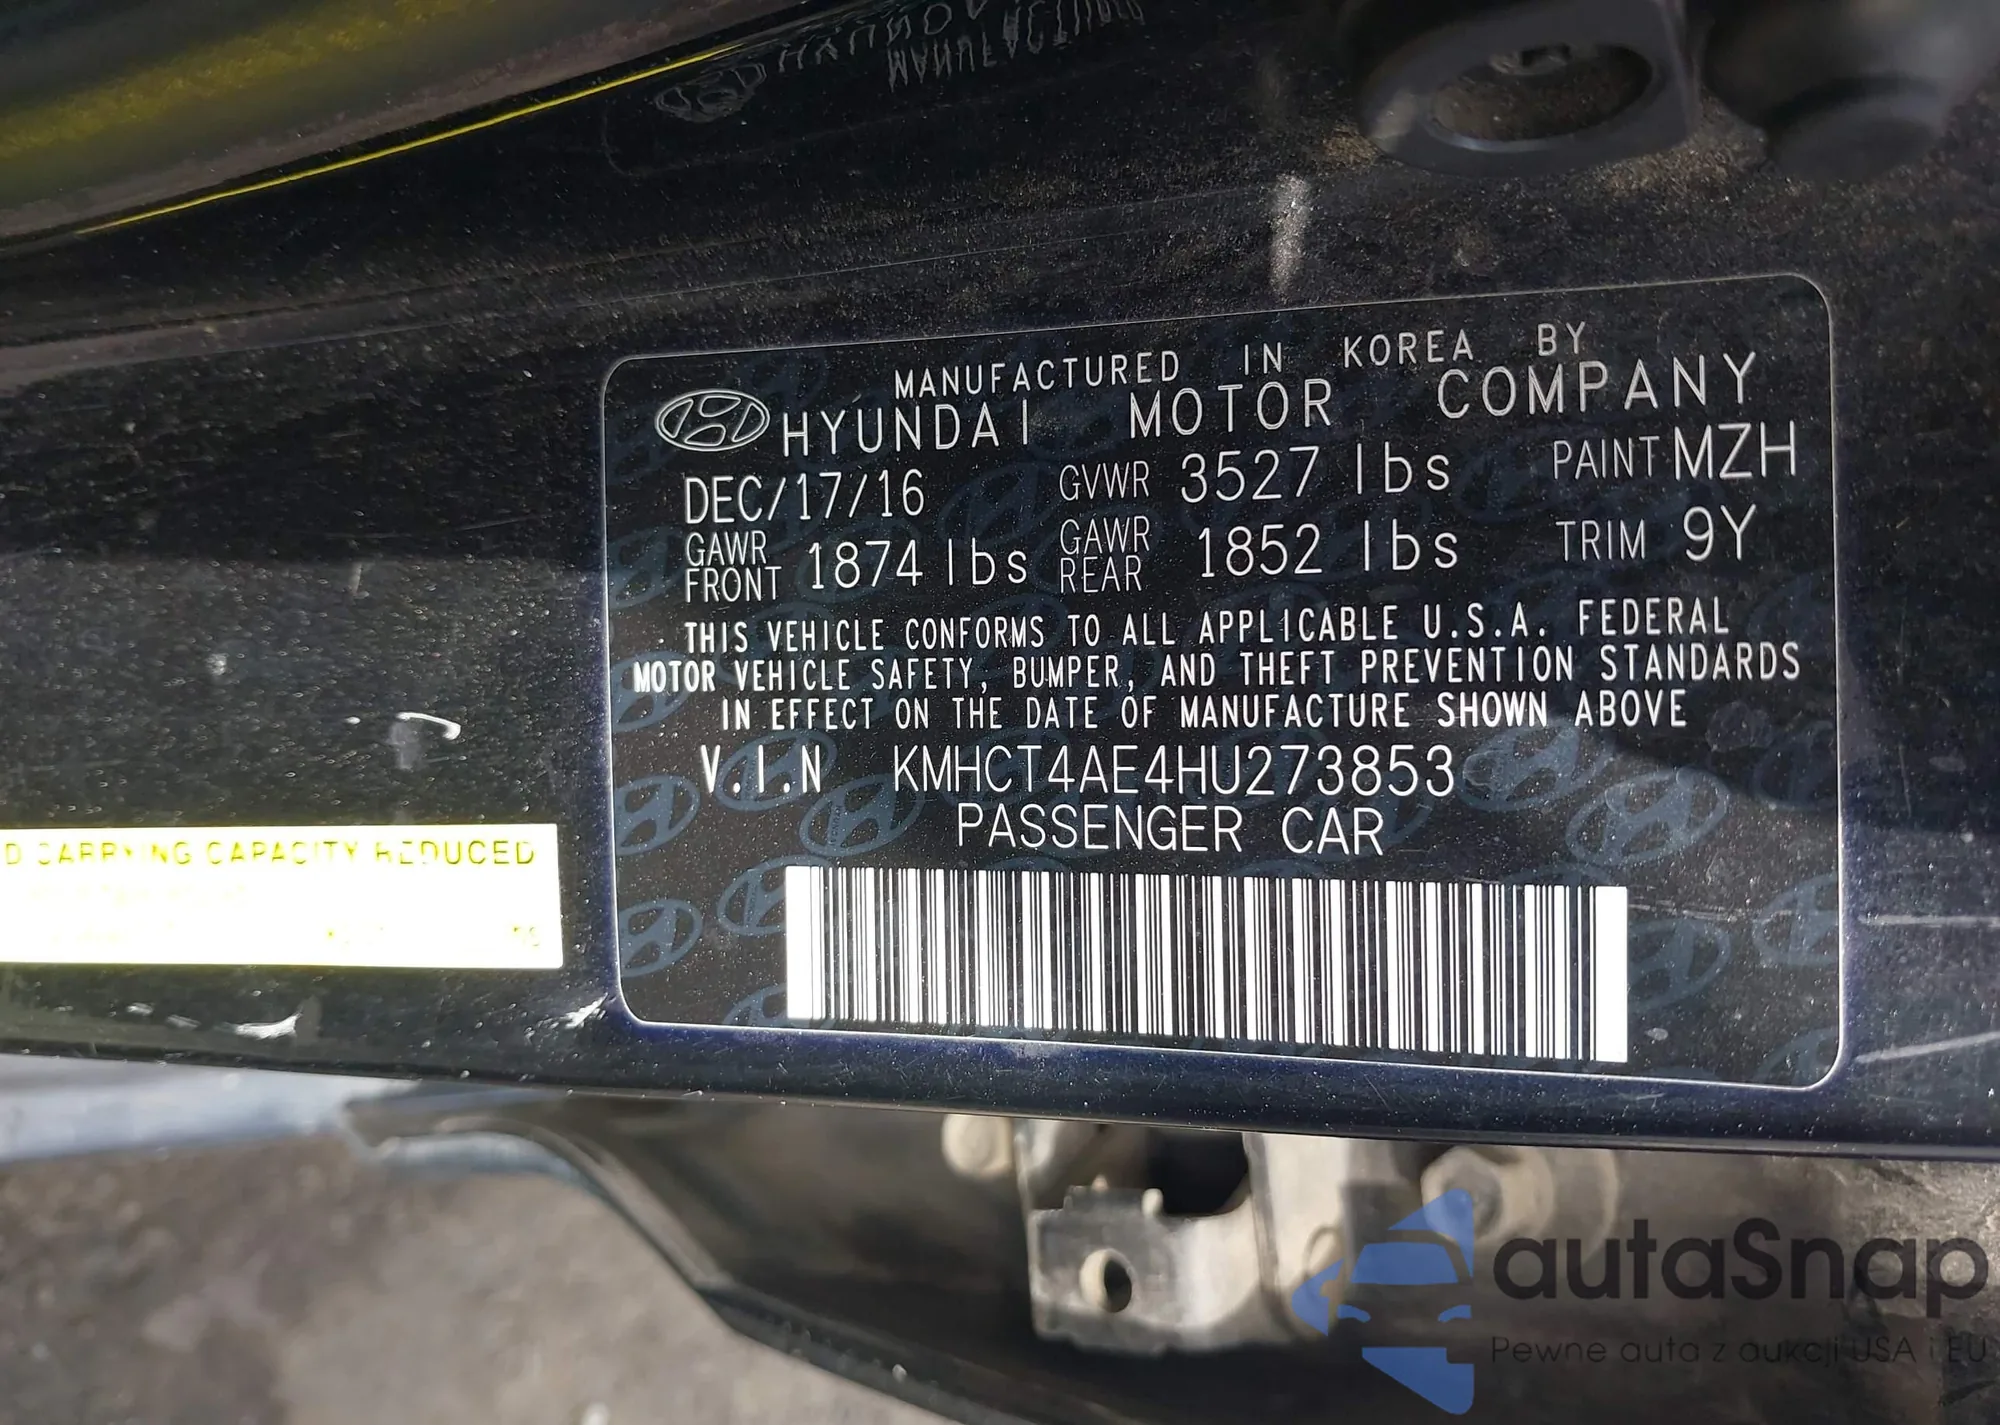 MANUFACTURED IN KOREA BY
HYUNDAI MOTOR COMPANY
DEC/17/16 GVWR 3527 lbs PAINT MZH
GAWR FRONT 1874 lbs GAWR REAR 1852 lbs TRIM 9Y
THIS VEHICLE CONFORMS TO ALL APPLICABLE U.S.A. FEDERAL
MOTOR VEHICLE SAFETY, BUMPER, AND THEFT PREVENTION STANDARDS
IN EFFECT ON THE DATE OF MANUFACTURE SHOWN ABOVE
V.I.N KMHCT4AE4HU273853
PASSENGER CAR
D CARRYING CAPACITY REDUCED
autaSnap
Pewne auta z aukcji USA i EU